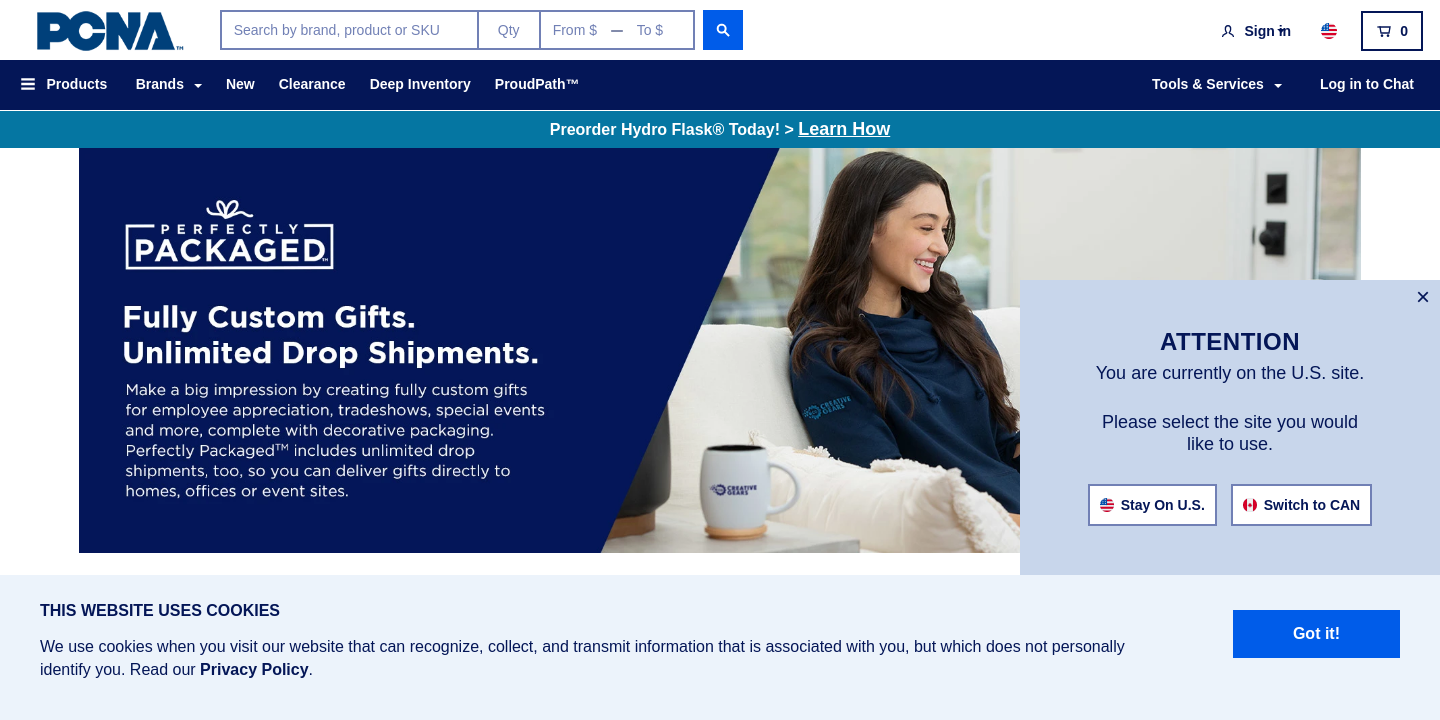 PCNA™
Search by brand, product or SKU
Qty
From $ — To $
Sign in
0
Products
Brands
New
Clearance
Deep Inventory
ProudPath™
Tools & Services
Log in to Chat
Preorder Hydro Flask® Today! > Learn How
PERFECTLY
PACKAGED™
Fully Custom Gifts.
Unlimited Drop Shipments.
Make a big impression by creating fully custom gifts
for employee appreciation, tradeshows, special events
and more, complete with decorative packaging.
Perfectly Packaged™ includes unlimited drop
shipments, too, so you can deliver gifts directly to
homes, offices or event sites.
CREATIVE
GEARS
CREATIVE
GEARS
×
ATTENTION
You are currently on the U.S. site.
Please select the site you would
like to use.
Stay On U.S.
Switch to CAN
THIS WEBSITE USES COOKIES
We use cookies when you visit our website that can recognize, collect, and transmit information that is associated with you, but which does not personally
identify you. Read our Privacy Policy.
Got it!